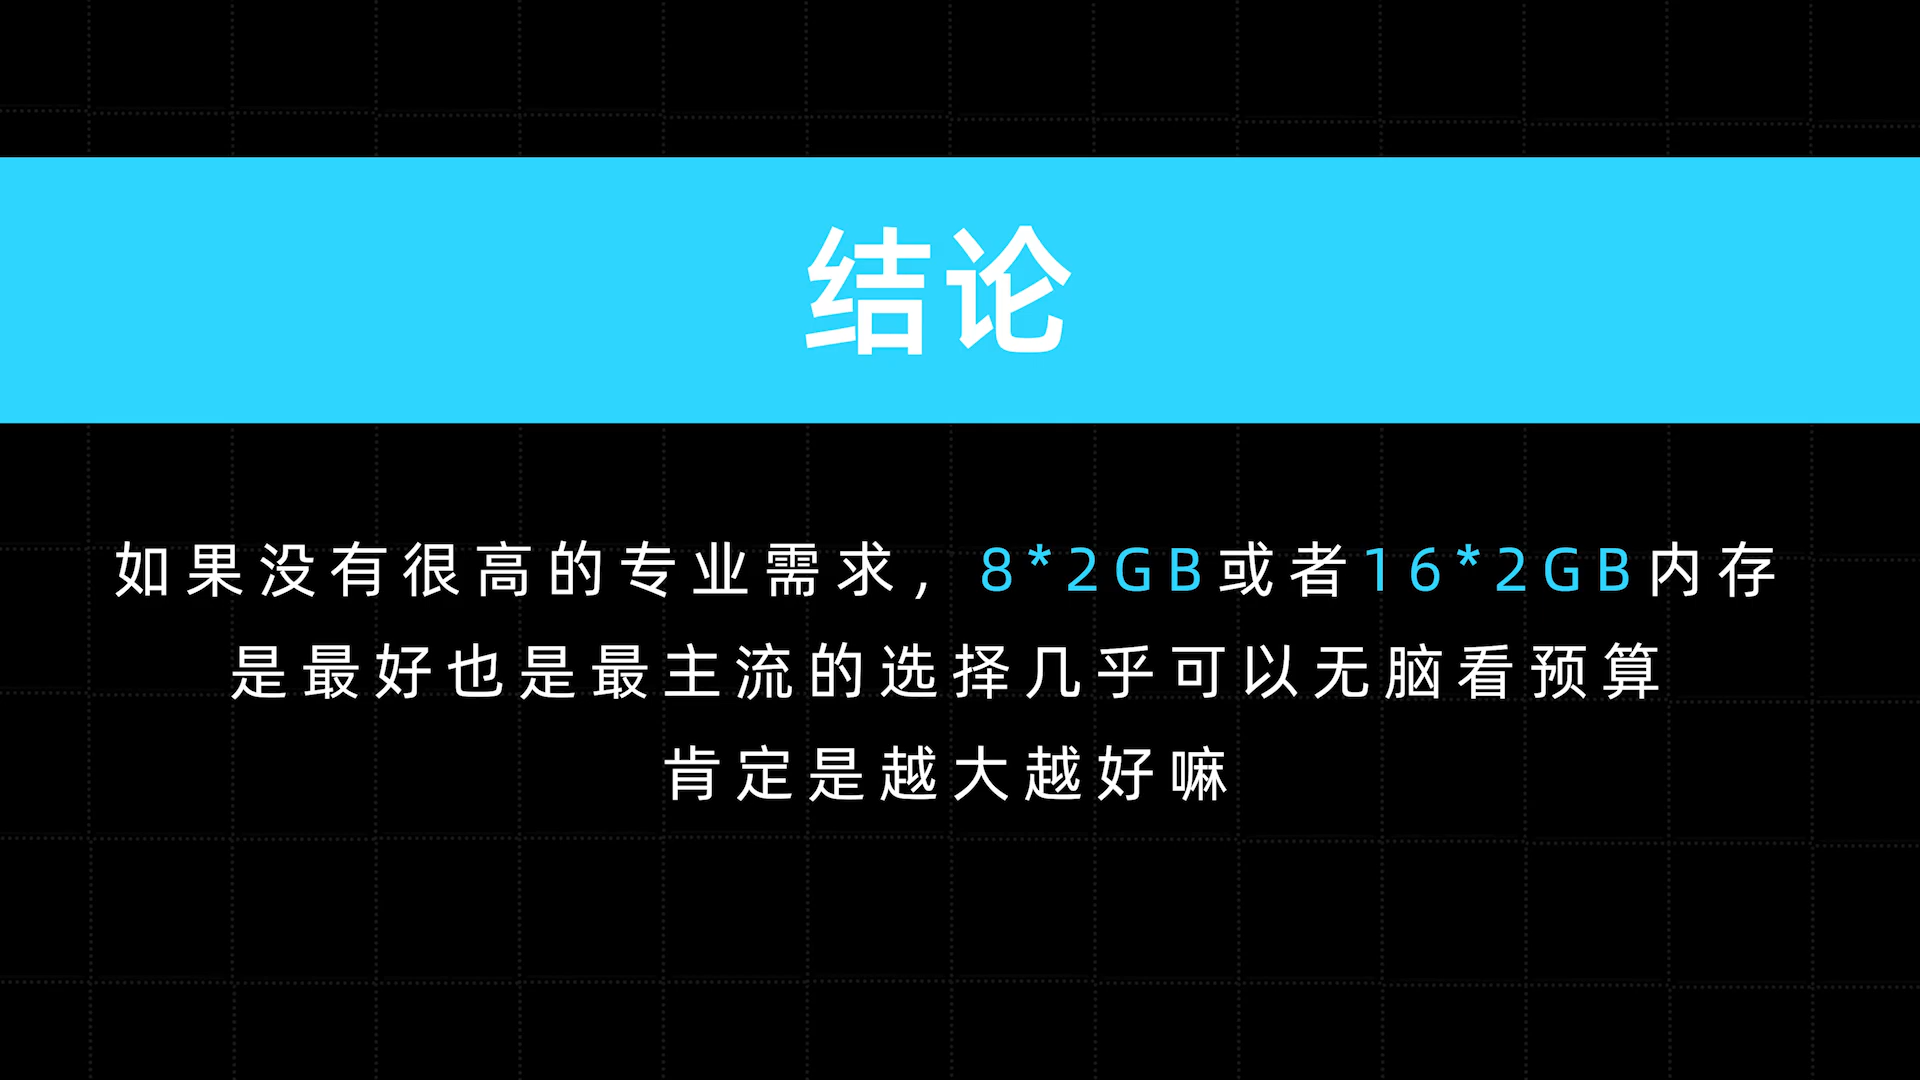 结论
如果没有很高的专业需求，8*2GB或者16*2GB内存
是最好也是最主流的选择几乎可以无脑看预算
肯定是越大越好嘛